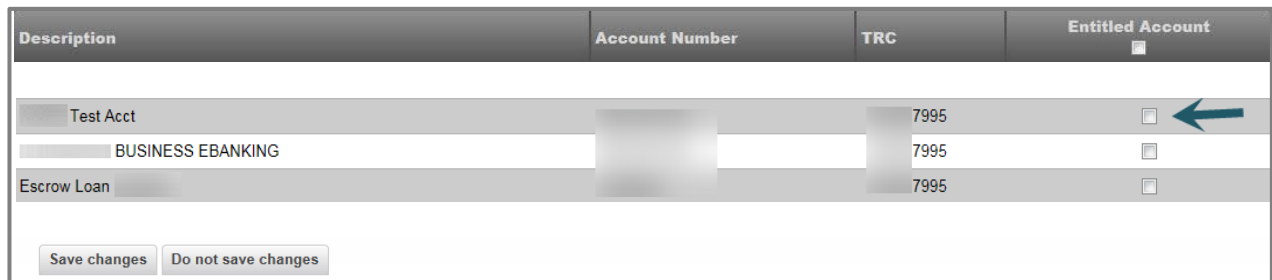 Description Account Number TRC Entitled Account
Test Acct 7995
BUSINESS EBANKING 7995
Escrow Loan 7995
Save changes Do not save changes